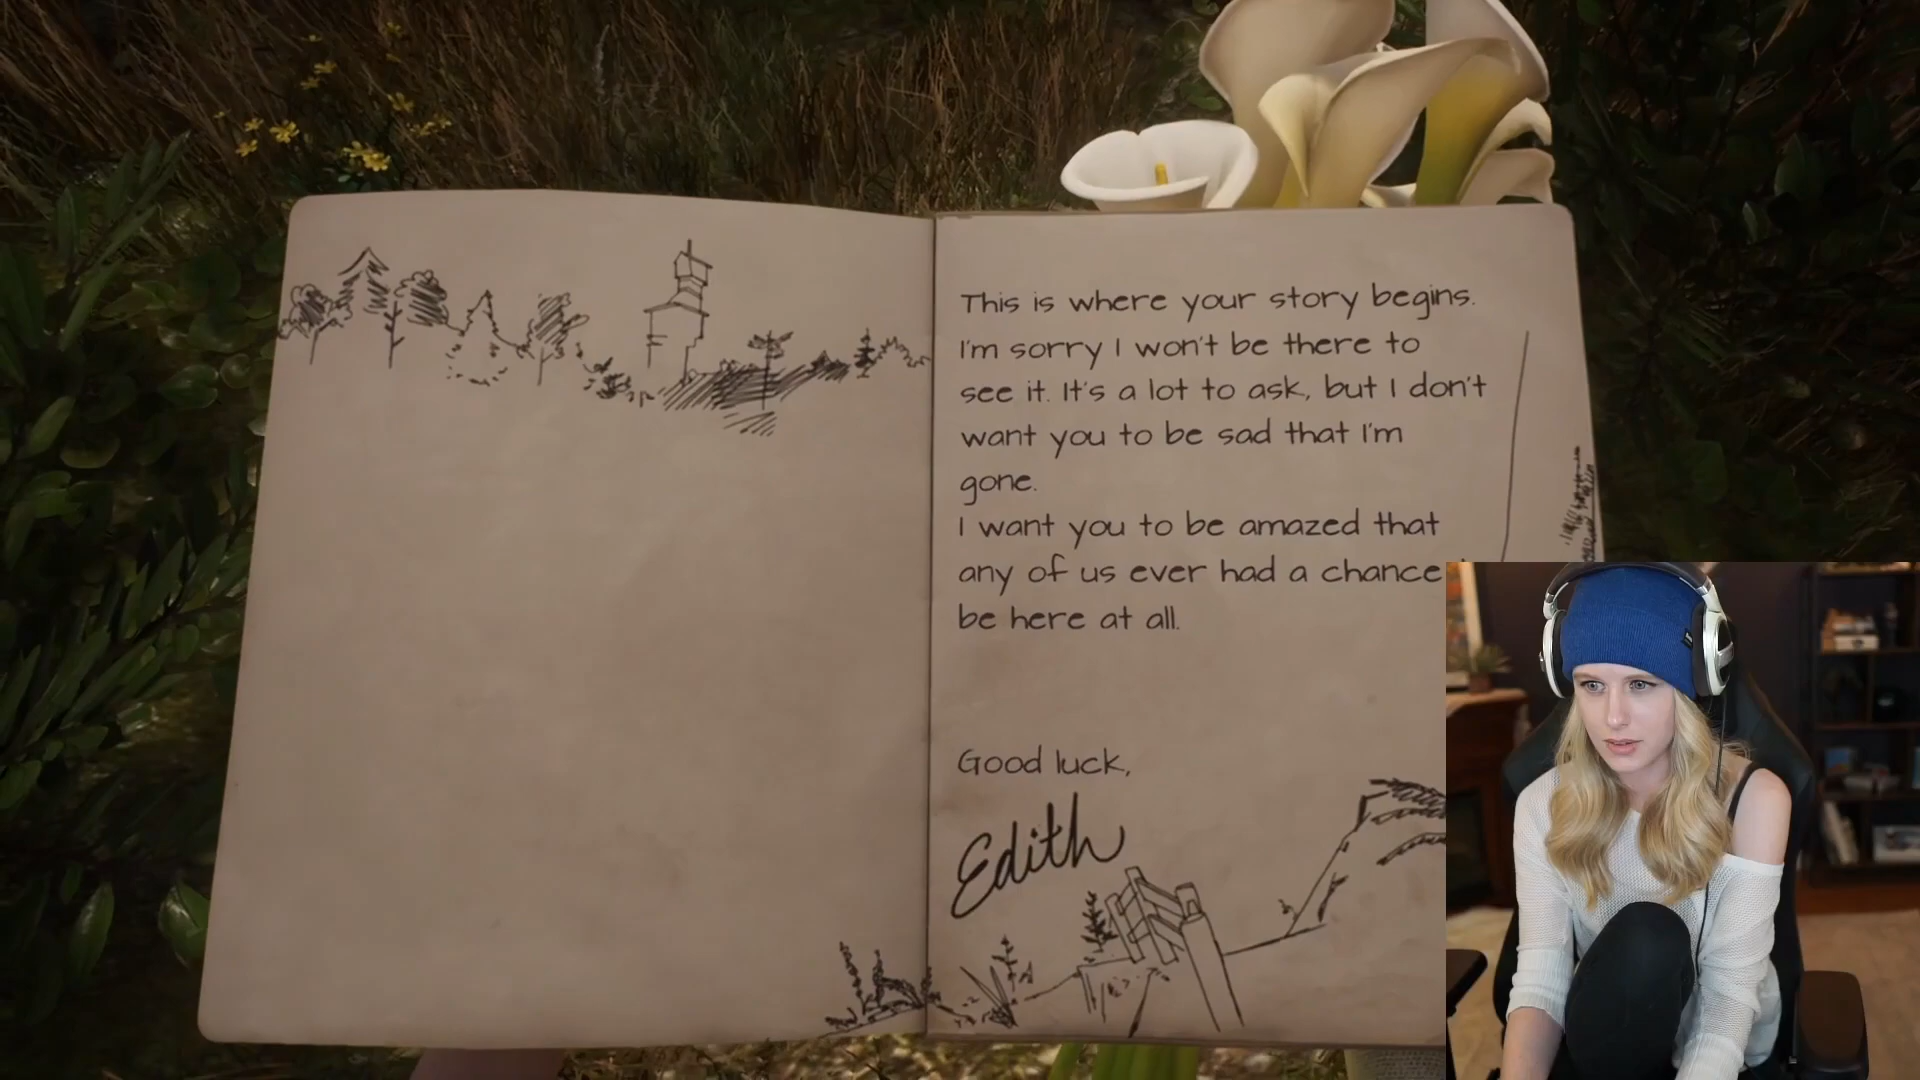 This is where your story begins.
I'm sorry I won't be there to
see it. It's a lot to ask, but I don't
want you to be sad that I'm
gone.
I want you to be amazed that
any of us ever had a chance
be here at all.
Good luck,
Edith